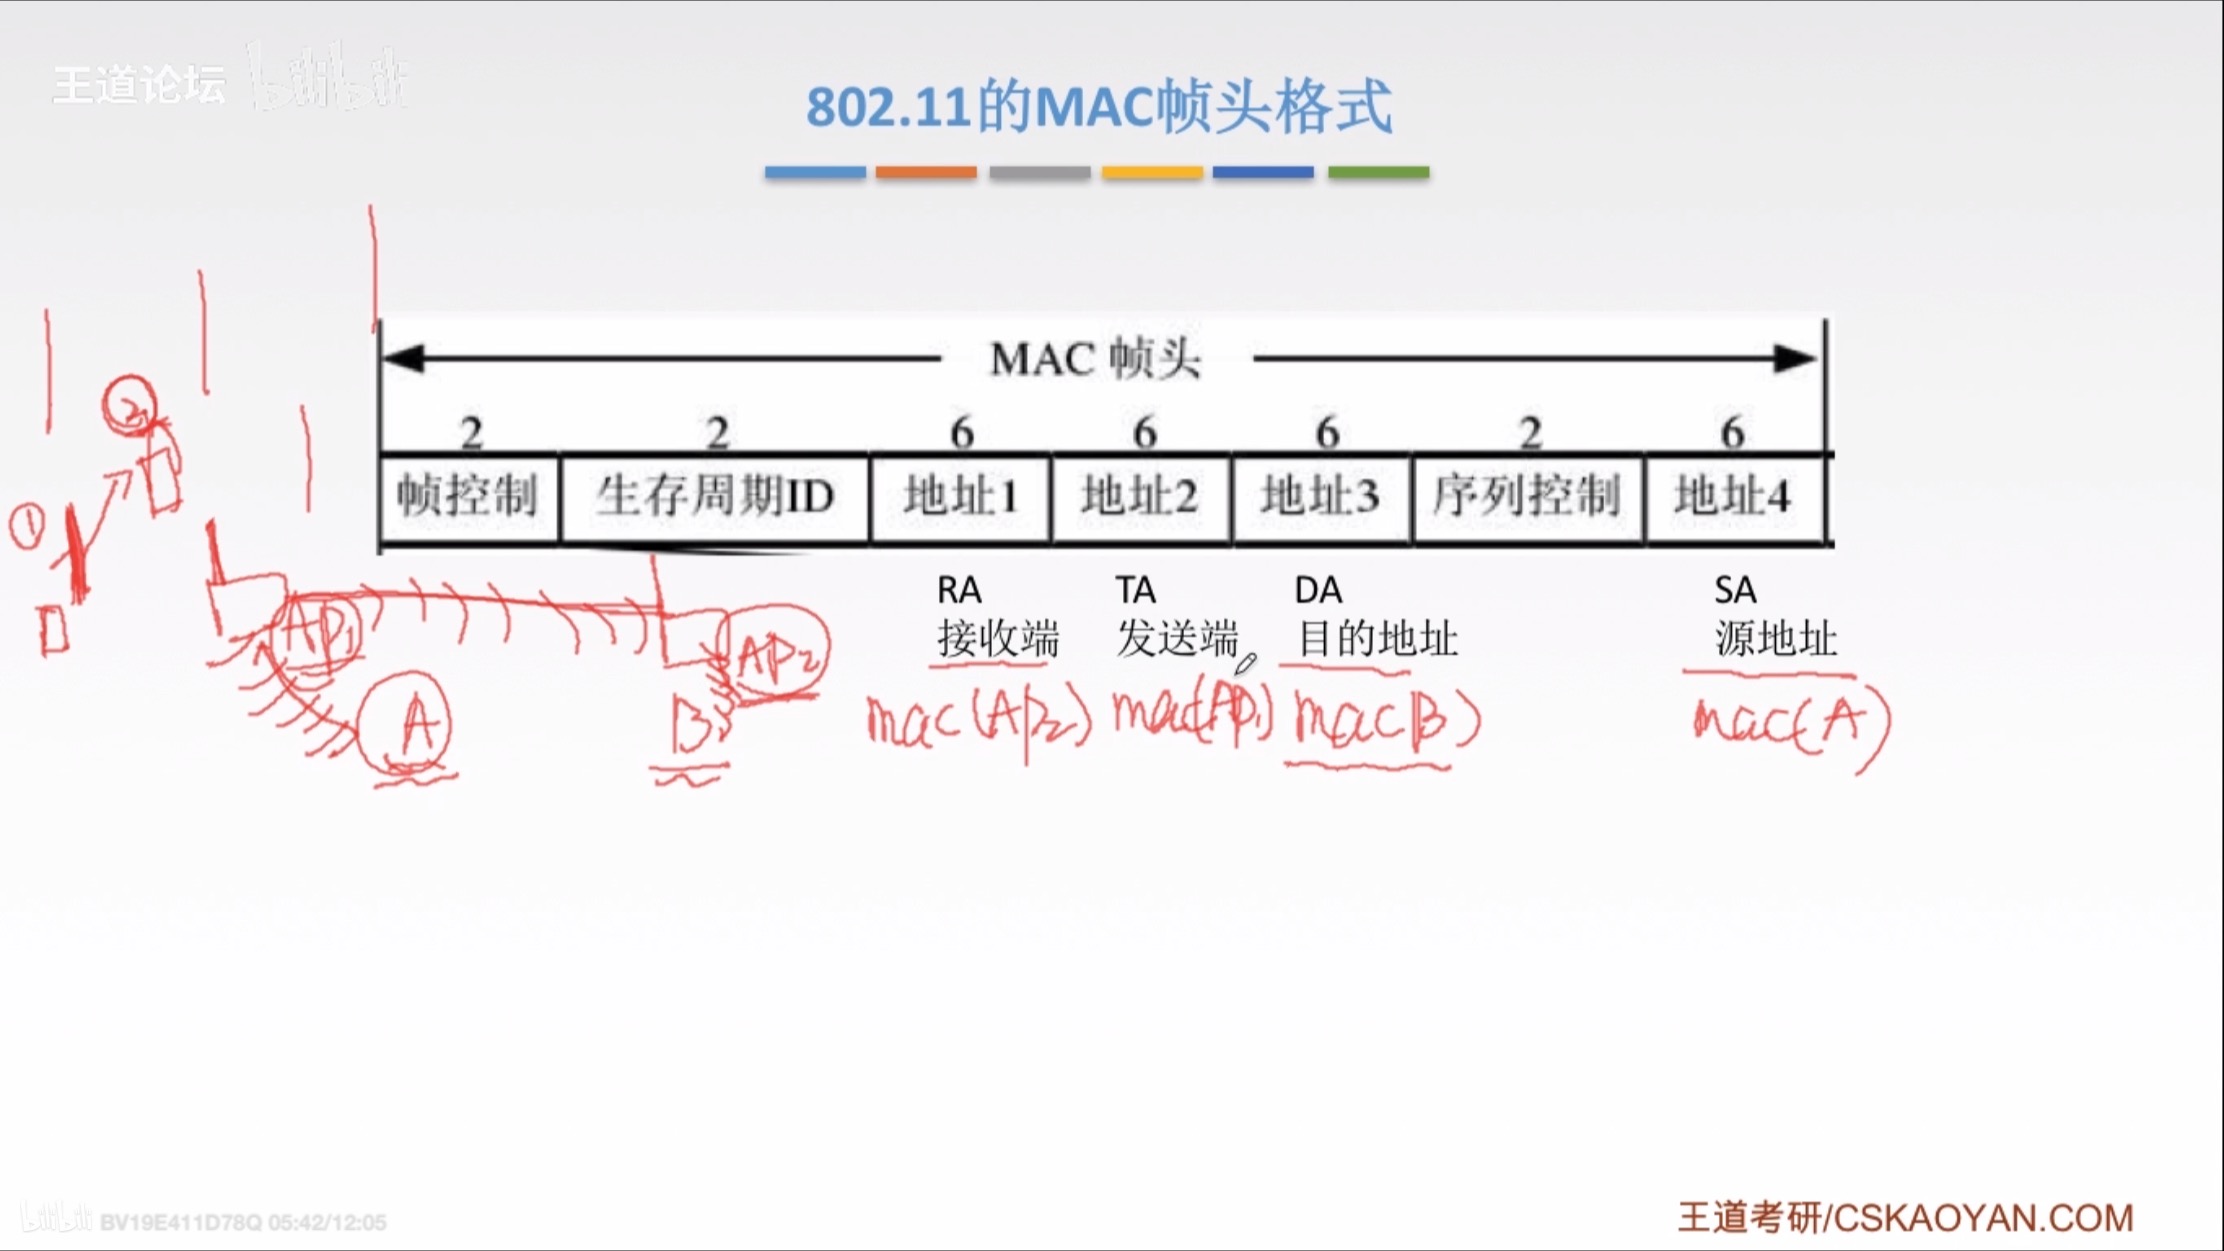 王道论坛 bilibili
802.11的MAC帧头格式
MAC 帧头
2 2 6 6 6 2 6
帧控制 生存周期ID 地址1 地址2 地址3 序列控制 地址4
RA TA DA SA
接收端 发送端 目的地址 源地址
mac(AP2) mac(AP1) mac(B) mac(A)
②
①
AP1
AP2
A
B
bilibili BV19E411D78Q 05:42/12:05
王道考研/CSKAOYAN.COM